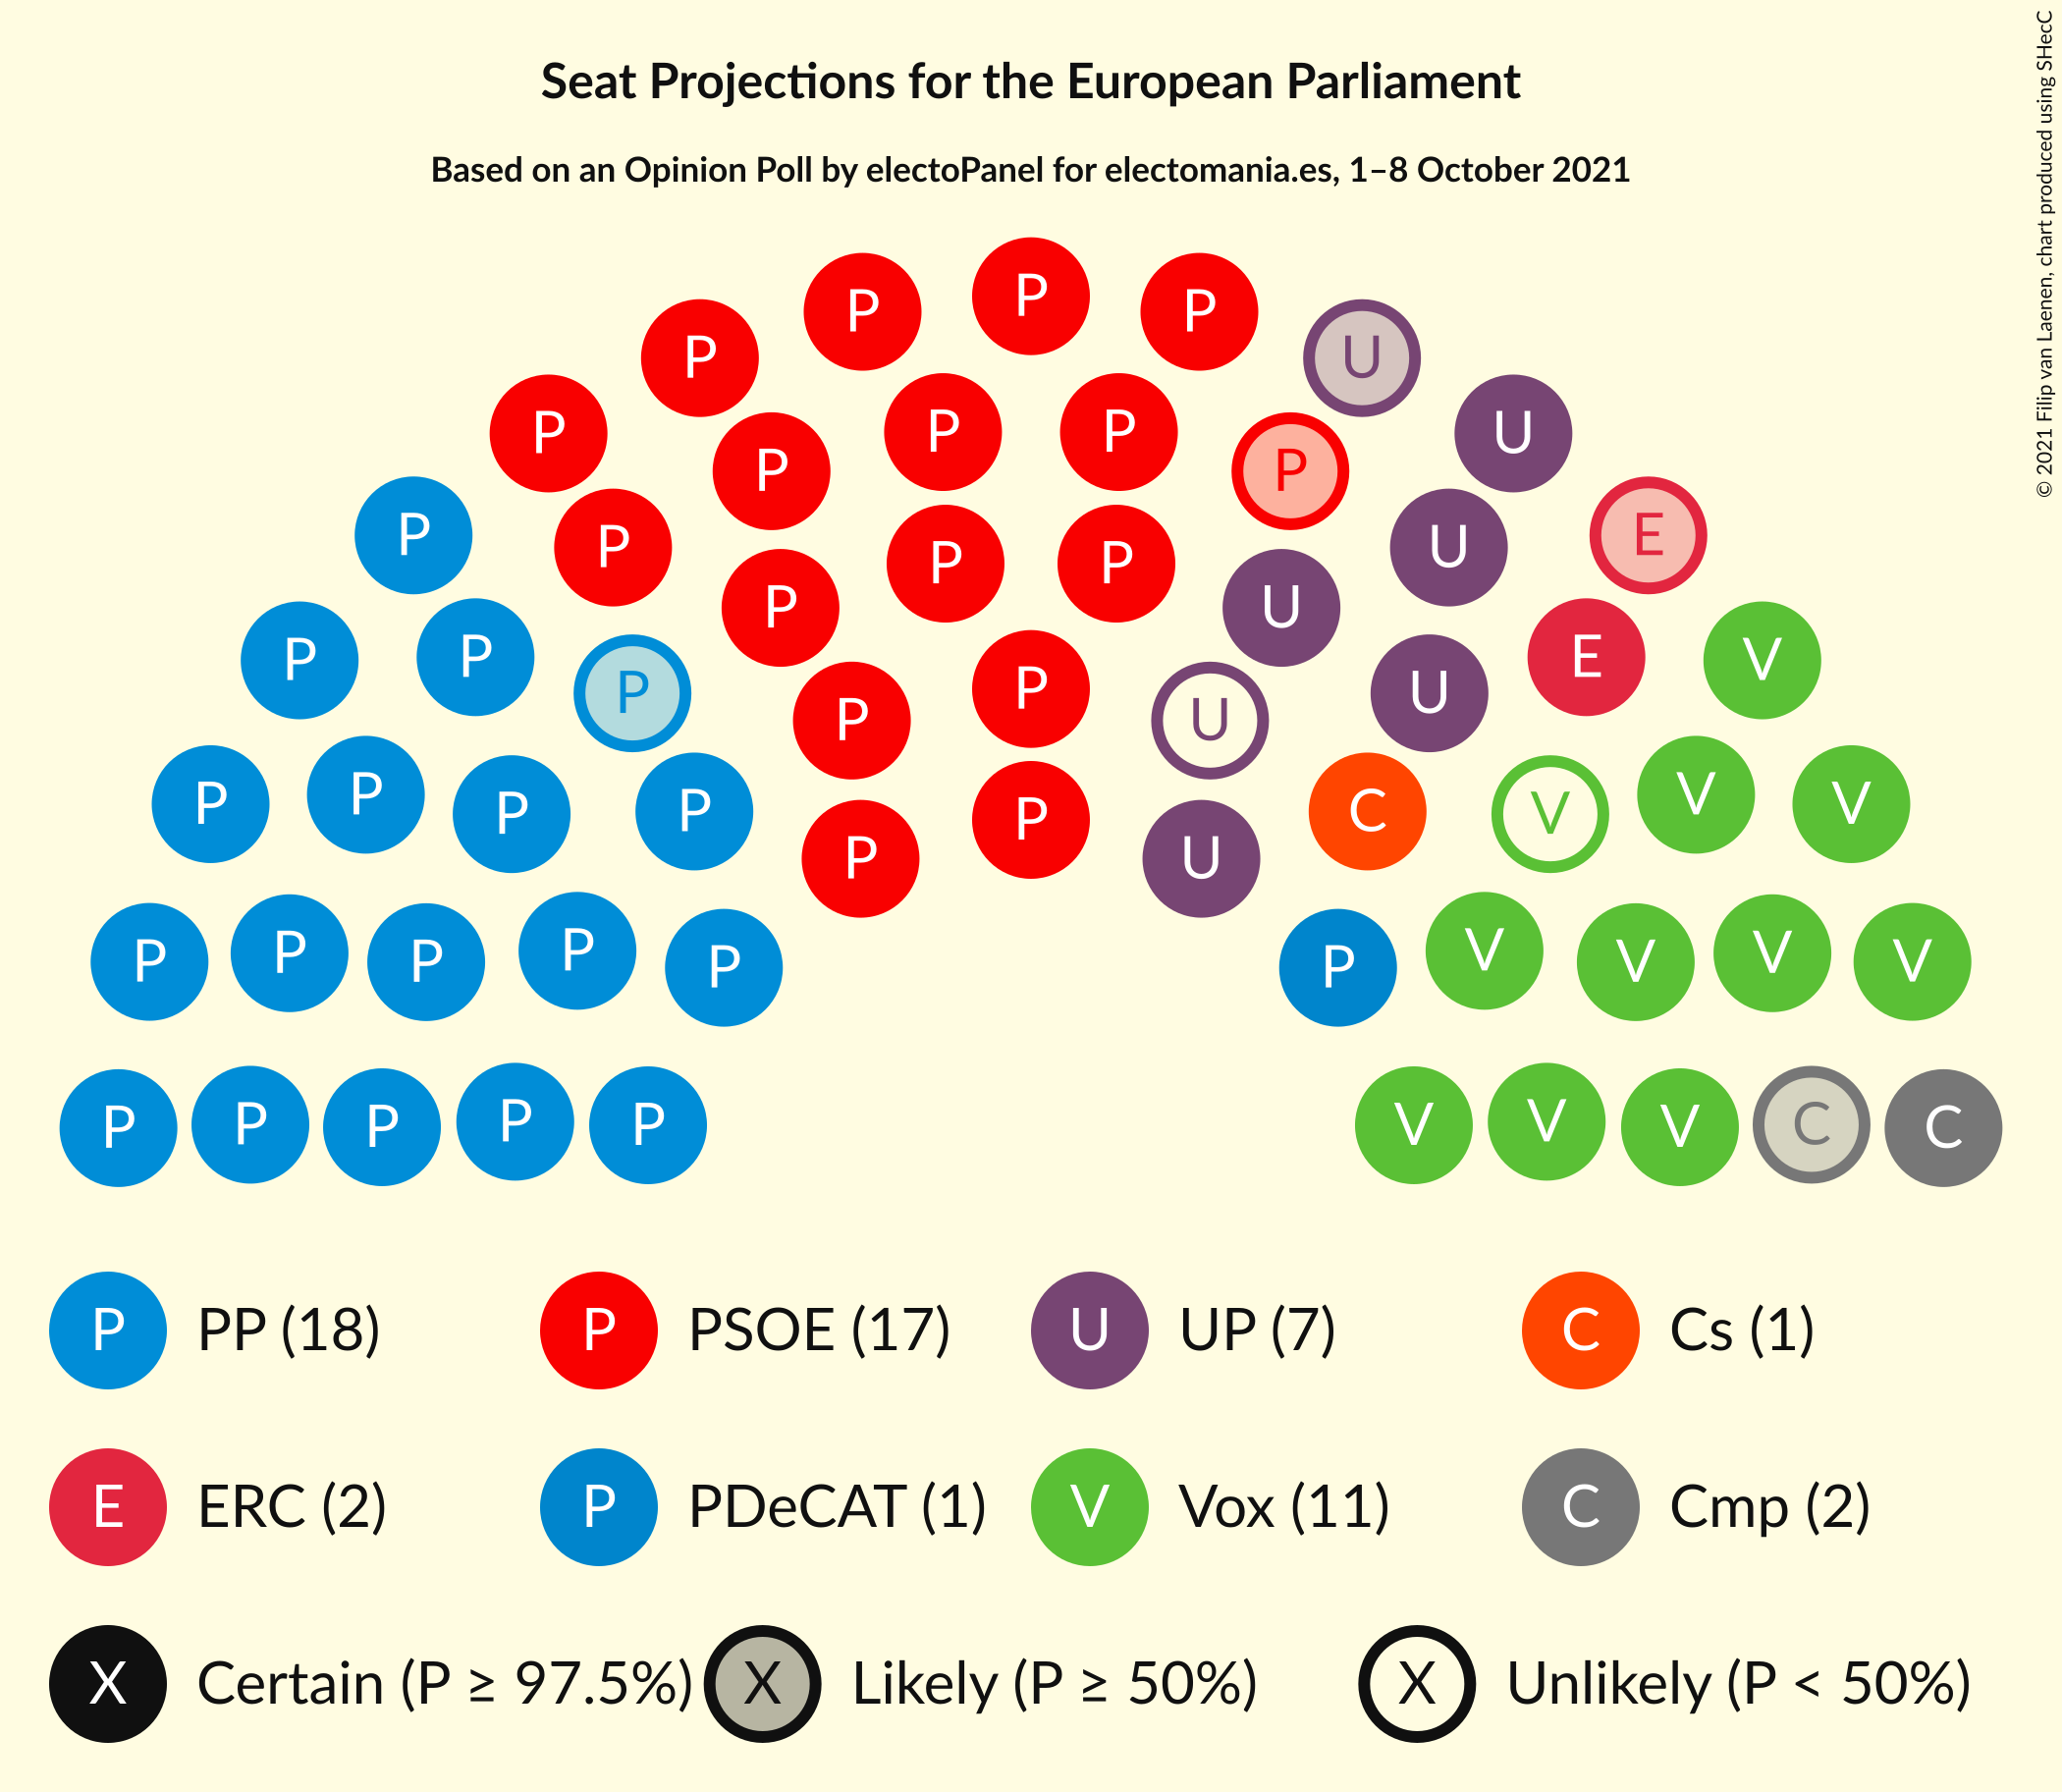 Seat Projections for the European Parliament
Based on an Opinion Poll by electoPanel for electomania.es, 1–8 October 2021
© 2021 Filip van Laenen, chart produced using SHecC
P P P
P P U
P P P P U
P P P U
P P P P E
P P U U
P P P P U E V
P U
P P P P P C V V V
P U
P P P P P P V V V V
P P P P P V V V C C
P PP (18) P PSOE (17) U UP (7) C Cs (1)
E ERC (2) P PDeCAT (1) V Vox (11) C Cmp (2)
X Certain (P ≥ 97.5%) X Likely (P ≥ 50%) X Unlikely (P < 50%)